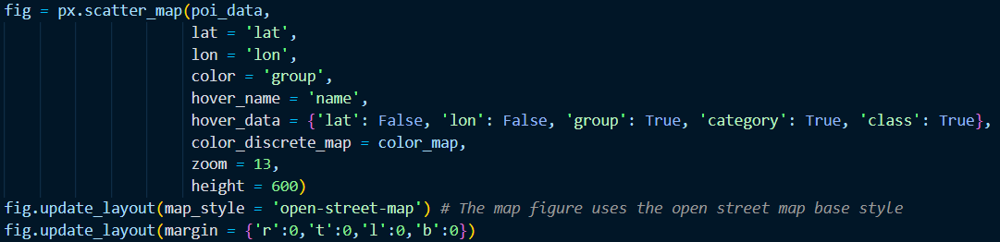 fig = px.scatter_map(poi_data,
lat = 'lat',
lon = 'lon',
color = 'group',
hover_name = 'name',
hover_data = {'lat': False, 'lon': False, 'group': True, 'category': True, 'class': True},
color_discrete_map = color_map,
zoom = 13,
height = 600)
fig.update_layout(map_style = 'open-street-map') # The map figure uses the open street map base style
fig.update_layout(margin = {'r':0,'t':0,'l':0,'b':0})